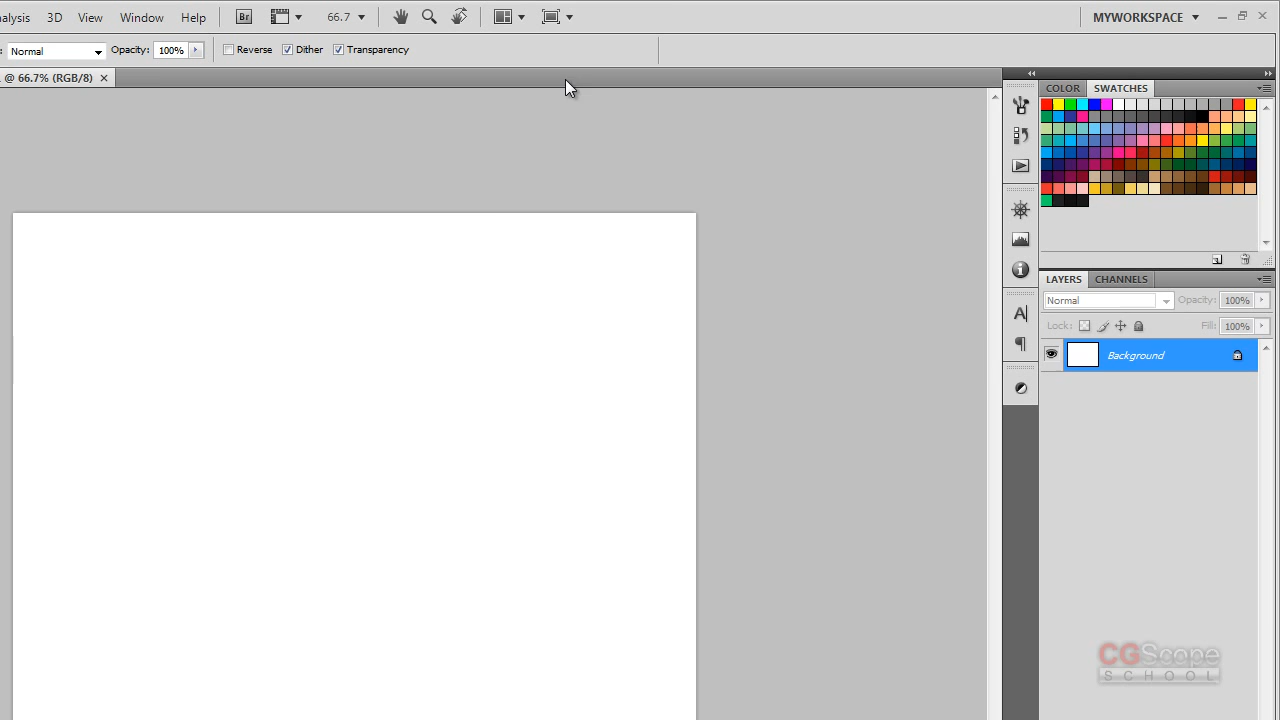 alysis 3D View Window Help Br 66.7 MYWORKSPACE
: Normal Opacity: 100% Reverse Dither Transparency
@ 66.7% (RGB/8)
COLOR SWATCHES
LAYERS CHANNELS
Normal Opacity: 100%
Lock: Fill: 100%
Background
A
CGScope
SCHOOL